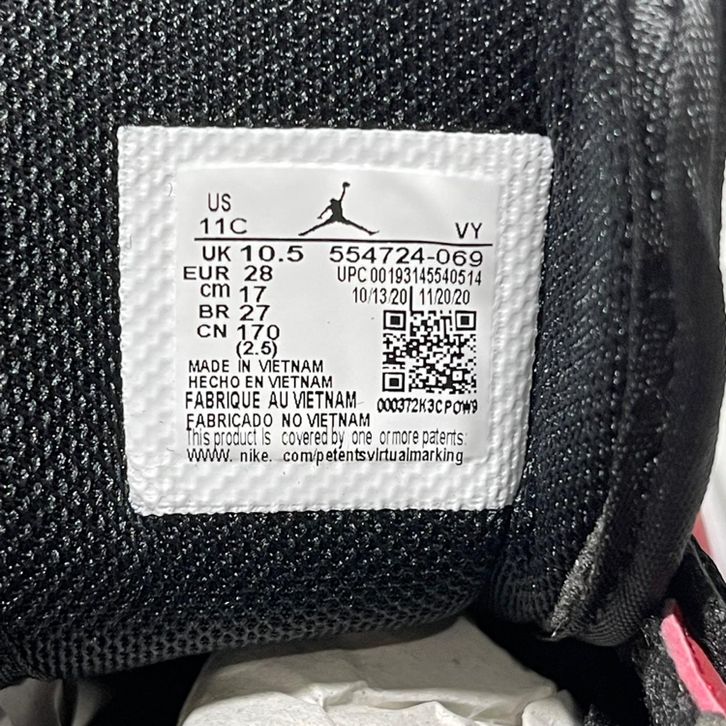 US
11C VY
UK 10.5 554724-069
EUR 28 UPC 00193145540514
cm 17 10/13/20 11/20/20
BR 27
CN 170
(2.5)
000372K3CPOW9
MADE IN VIETNAM
HECHO EN VIETNAM
FABRIQUE AU VIETNAM
FABRICADO NO VIETNAM
This product is covered by one or more patents:
WWW. nike. com/petentsvirtualmarking